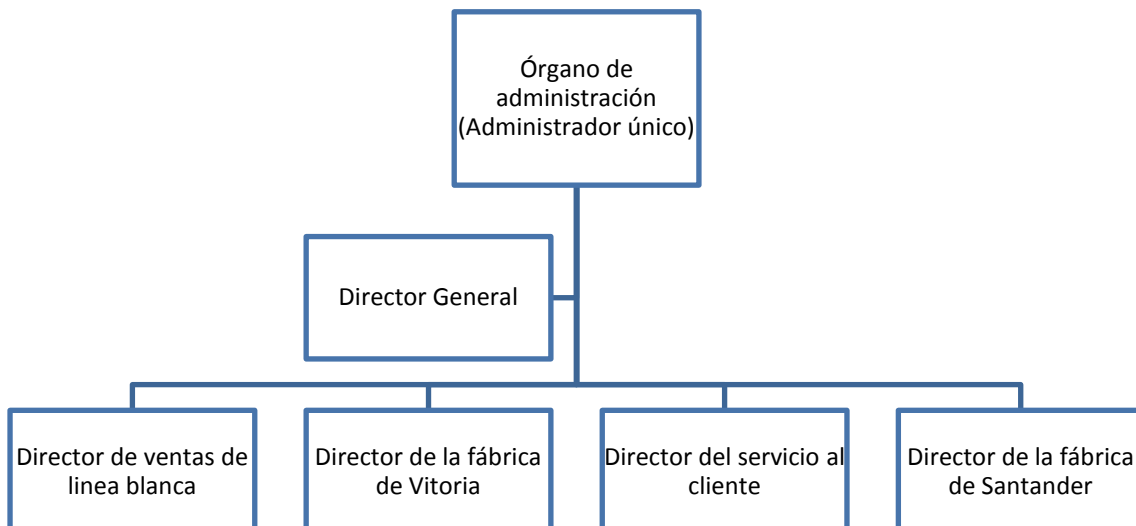 Órgano de
administración
(Administrador único)
Director General
Director de ventas de
linea blanca
Director de la fábrica
de Vitoria
Director del servicio al
cliente
Director de la fábrica
de Santander